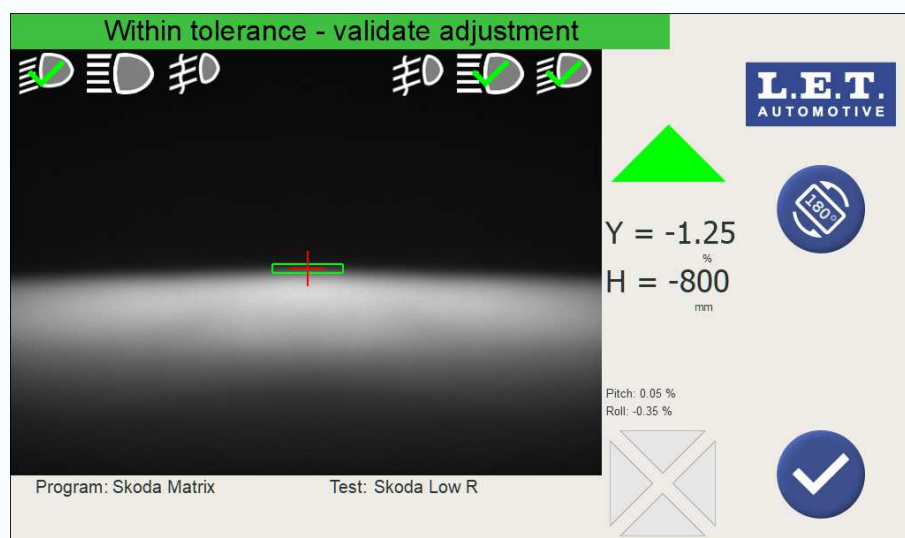 Within tolerance - validate adjustment
L.E.T.
AUTOMOTIVE
180°
Y = -1.25
%
H = -800
mm
Pitch: 0.05 %
Roll: -0.35 %
Program: Skoda Matrix
Test: Skoda Low R